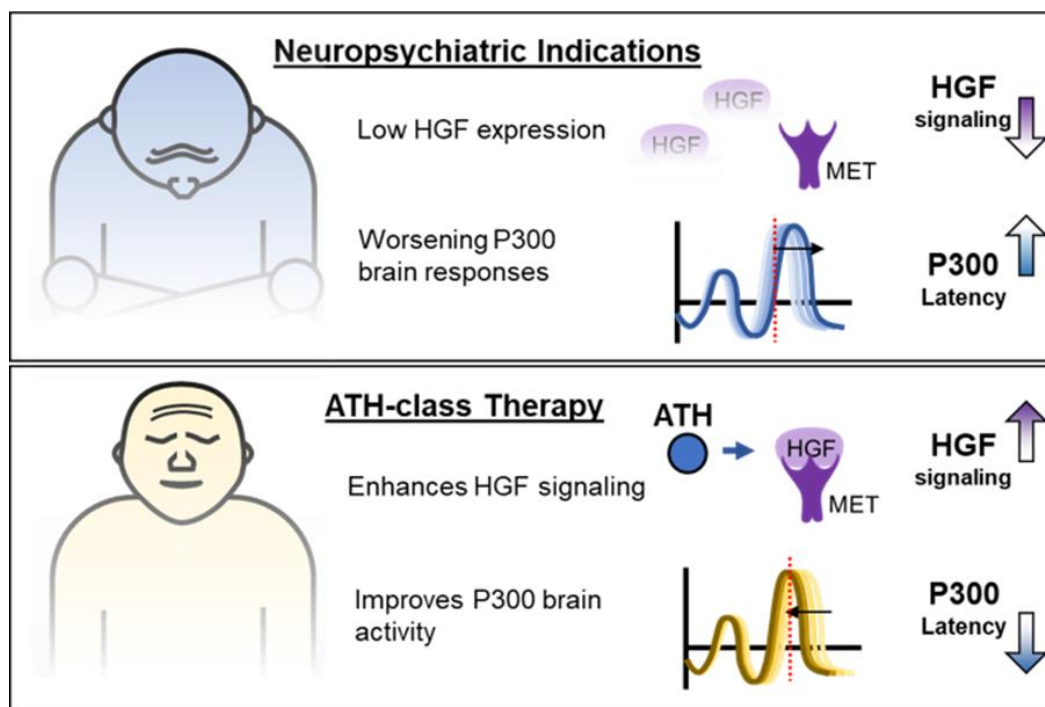 Neuropsychiatric Indications
Low HGF expression
HGF
HGF
MET
HGF
signaling
Worsening P300
brain responses
P300
Latency
ATH-class Therapy
Enhances HGF signaling
ATH
HGF
MET
HGF
signaling
Improves P300 brain
activity
P300
Latency